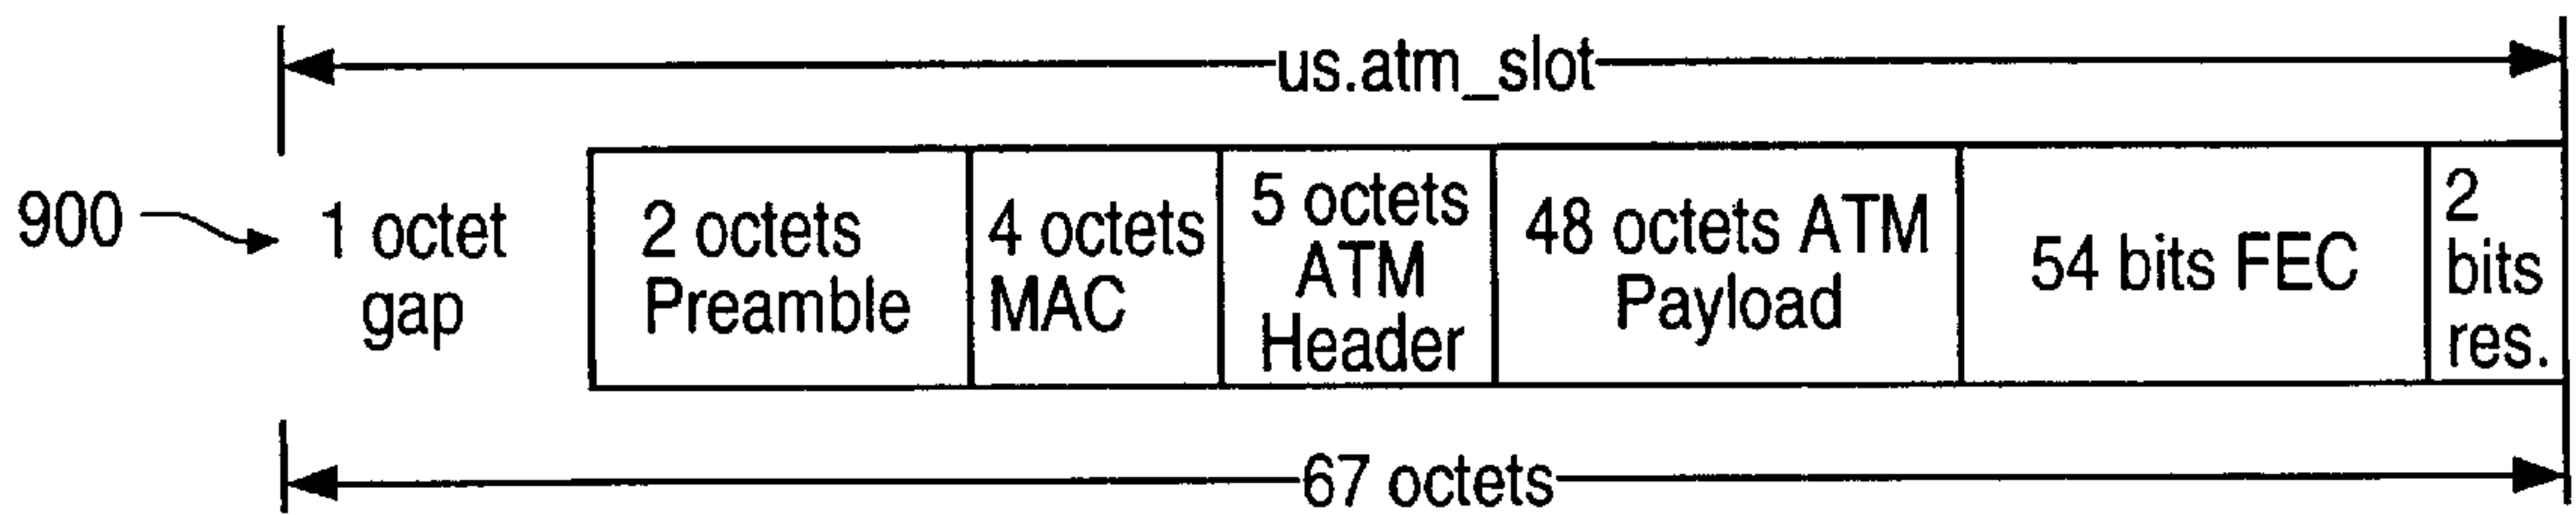 us.atm_slot
900
1 octet
gap
2 octets
Preamble
4 octets
MAC
5 octets
ATM
Header
48 octets ATM
Payload
54 bits FEC
2
bits
res.
67 octets